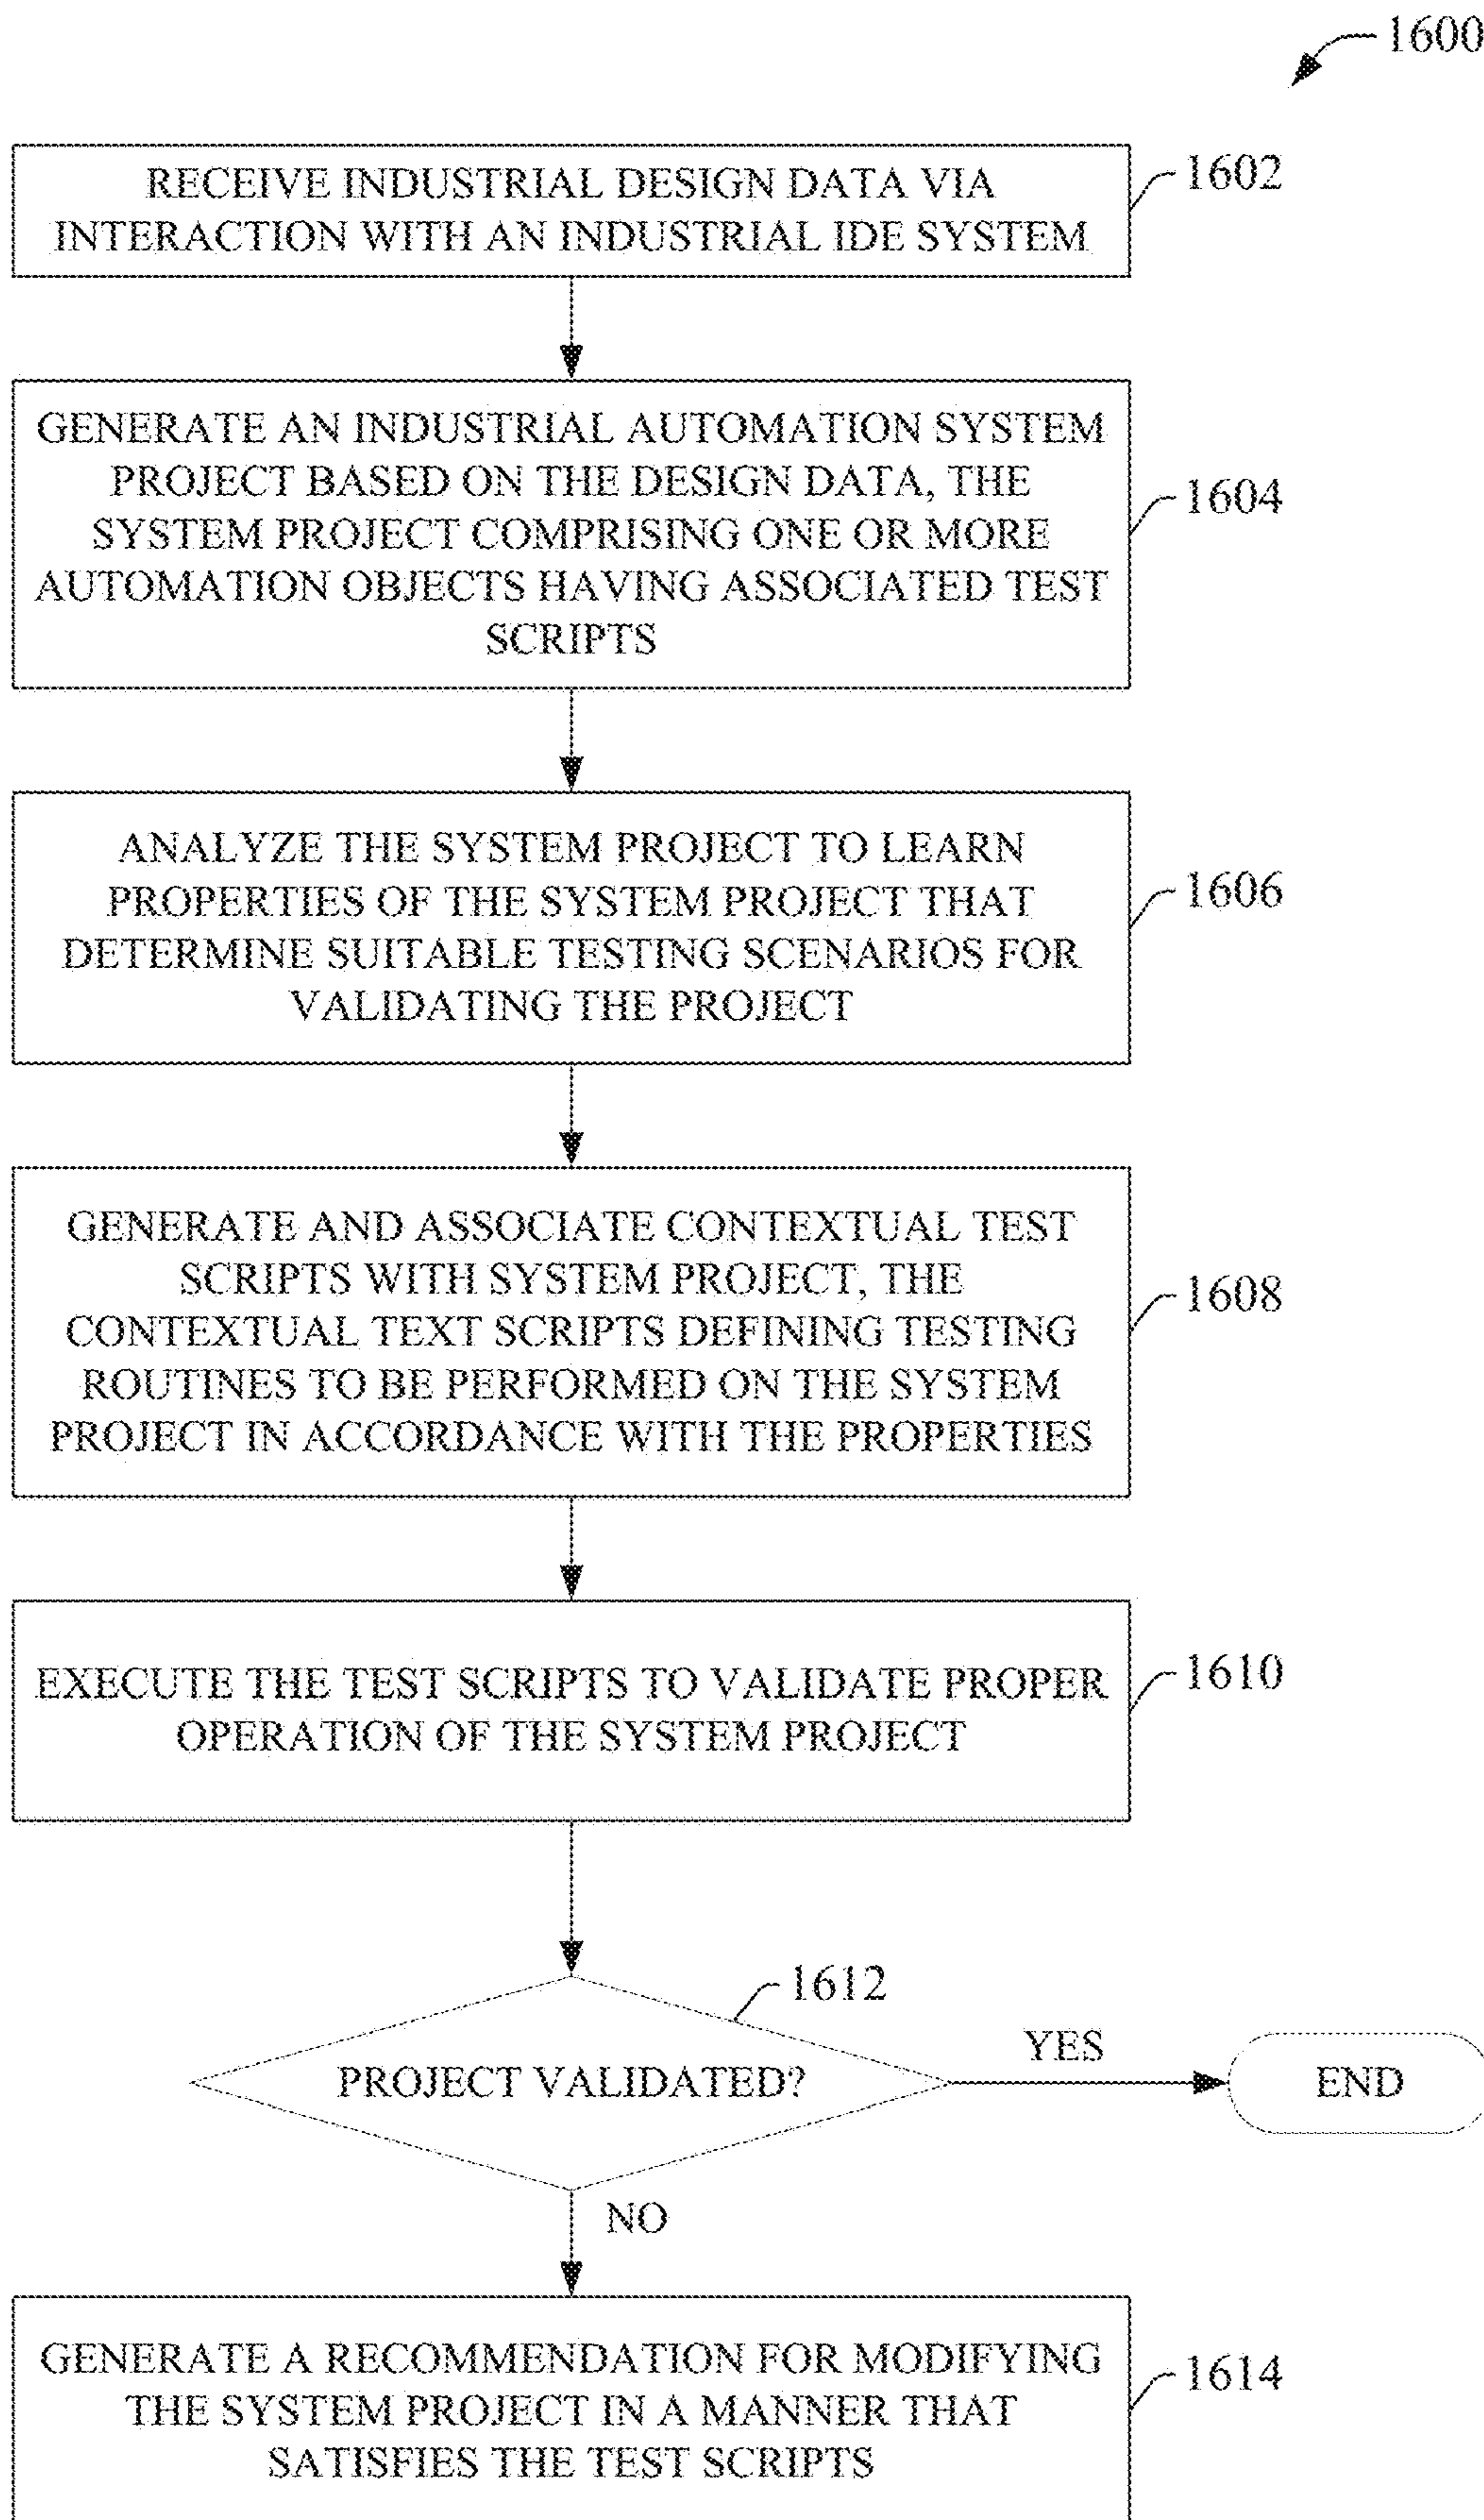 1600
RECEIVE INDUSTRIAL DESIGN DATA VIA
INTERACTION WITH AN INDUSTRIAL IDE SYSTEM
1602
GENERATE AN INDUSTRIAL AUTOMATION SYSTEM
PROJECT BASED ON THE DESIGN DATA, THE
SYSTEM PROJECT COMPRISING ONE OR MORE
AUTOMATION OBJECTS HAVING ASSOCIATED TEST
SCRIPTS
1604
ANALYZE THE SYSTEM PROJECT TO LEARN
PROPERTIES OF THE SYSTEM PROJECT THAT
DETERMINE SUITABLE TESTING SCENARIOS FOR
VALIDATING THE PROJECT
1606
GENERATE AND ASSOCIATE CONTEXTUAL TEST
SCRIPTS WITH SYSTEM PROJECT, THE
CONTEXTUAL TEXT SCRIPTS DEFINING TESTING
ROUTINES TO BE PERFORMED ON THE SYSTEM
PROJECT IN ACCORDANCE WITH THE PROPERTIES
1608
EXECUTE THE TEST SCRIPTS TO VALIDATE PROPER
OPERATION OF THE SYSTEM PROJECT
1610
1612
PROJECT VALIDATED?
YES
END
NO
GENERATE A RECOMMENDATION FOR MODIFYING
THE SYSTEM PROJECT IN A MANNER THAT
SATISFIES THE TEST SCRIPTS
1614